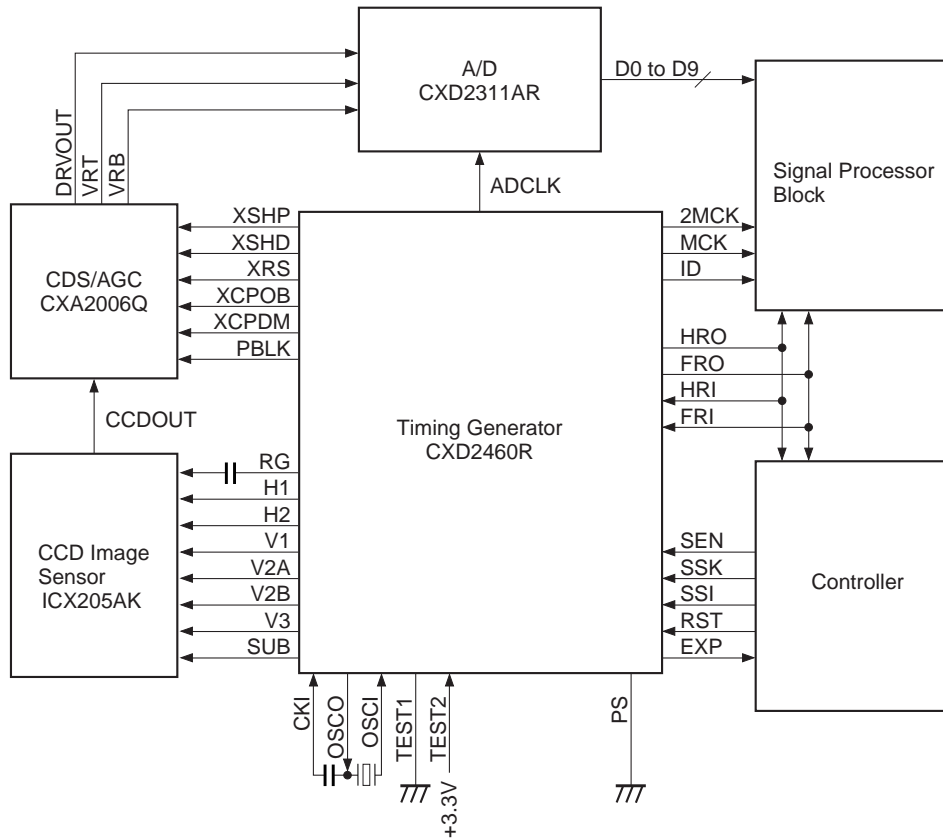 A/D
CXD2311AR
D0 to D9
DRVOUT
VRT
VRB
ADCLK
Signal Processor
Block
CDS/AGC
CXA2006Q
XSHP
XSHD
XRS
XCPOB
XCPDM
PBLK
2MCK
MCK
ID
HRO
FRO
HRI
FRI
CCDOUT
Timing Generator
CXD2460R
CCD Image
Sensor
ICX205AK
RG
H1
H2
V1
V2A
V2B
V3
SUB
SEN
SSK
SSI
RST
EXP
Controller
CKI
OSCO
OSCI
TEST1
TEST2
+3.3V
PS